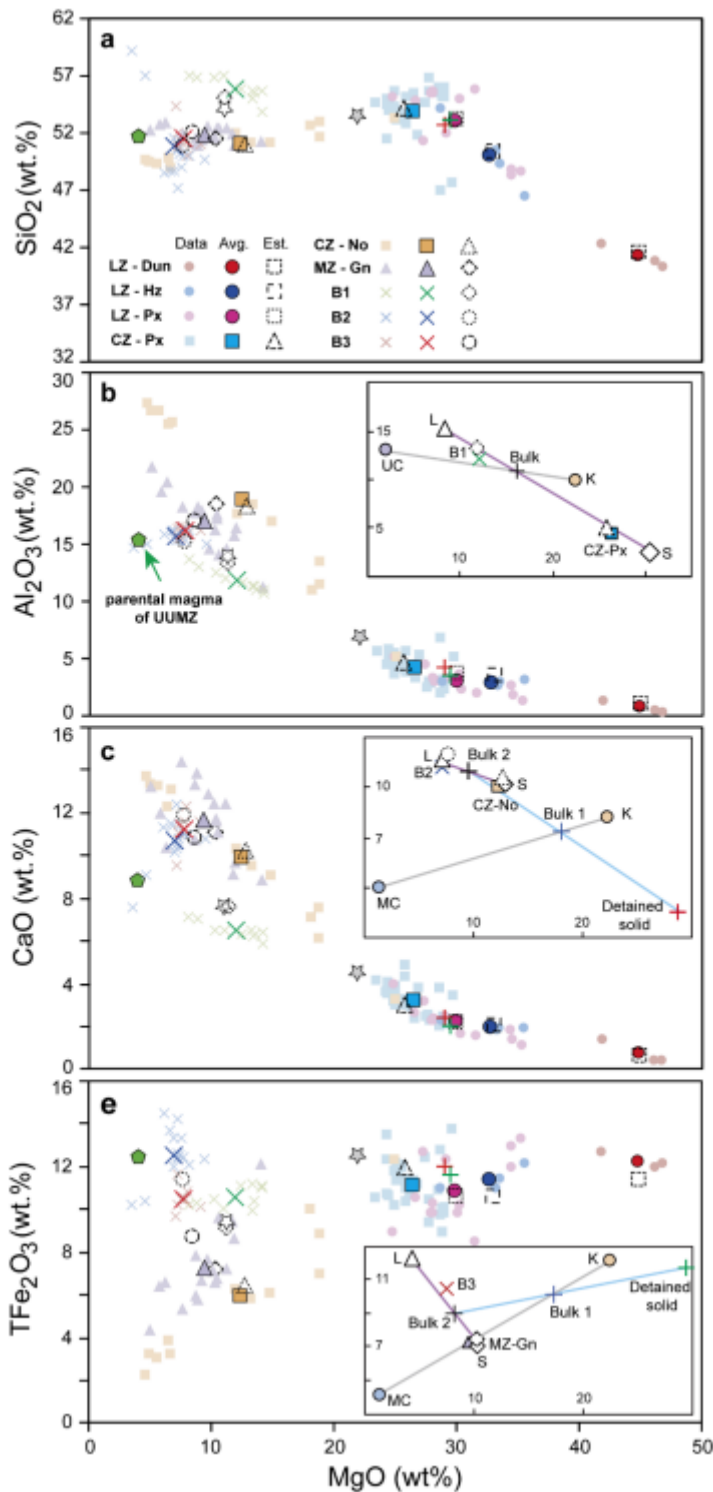 a
62
57
52
47
42
37
32
SiO2 (wt.%)
Data Avg. Est.
LZ - Dun
LZ - Hz
LZ - Px
CZ - Px
CZ - No
MZ - Gn
B1
B2
B3
b
30
25
20
15
10
5
0
Al2O3 (wt.%)
parental magma
of UUMZ
15
5
10
20
L
B1
Bulk
UC
K
CZ-Px
S
c
16
12
8
4
0
CaO (wt.%)
10
7
10
20
L
Bulk 2
B2
S
CZ-No
Bulk 1
K
MC
Detained
solid
e
16
12
8
4
0
TFe2O3 (wt.%)
11
7
10
20
L
B3
K
Detained
solid
Bulk 2
Bulk 1
MZ-Gn
S
MC
0 10 20 30 40 50
MgO (wt%)